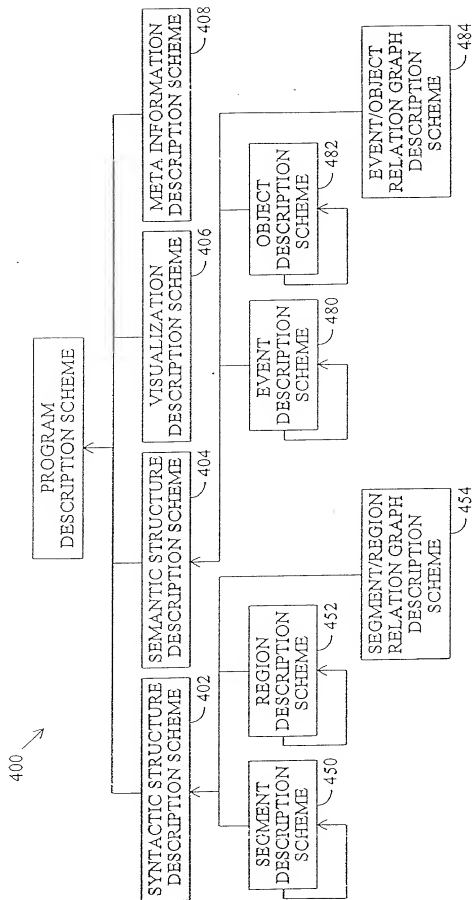 400
PROGRAM
DESCRIPTION SCHEME
SYNTACTIC STRUCTURE
DESCRIPTION SCHEME
402
SEMANTIC STRUCTURE
DESCRIPTION SCHEME
404
VISUALIZATION
DESCRIPTION SCHEME
406
META INFORMATION
DESCRIPTION SCHEME
408
SEGMENT
DESCRIPTION
SCHEME
450
REGION
DESCRIPTION
SCHEME
452
SEGMENT/REGION
RELATION GRAPH
DESCRIPTION
SCHEME
454
EVENT
DESCRIPTION
SCHEME
480
OBJECT
DESCRIPTION
SCHEME
482
EVENT/OBJECT
RELATION GRAPH
DESCRIPTION
SCHEME
484